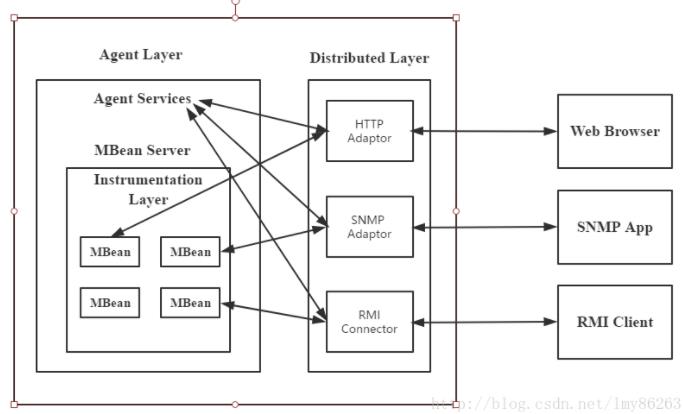 Agent Layer
Agent Services
MBean Server
Instrumentation
Layer
MBean
MBean
MBean
MBean
Distributed Layer
HTTP
Adaptor
SNMP
Adaptor
RMI
Connector
Web Browser
SNMP App
RMI Client
http://blog.csdn.net/lmy86263